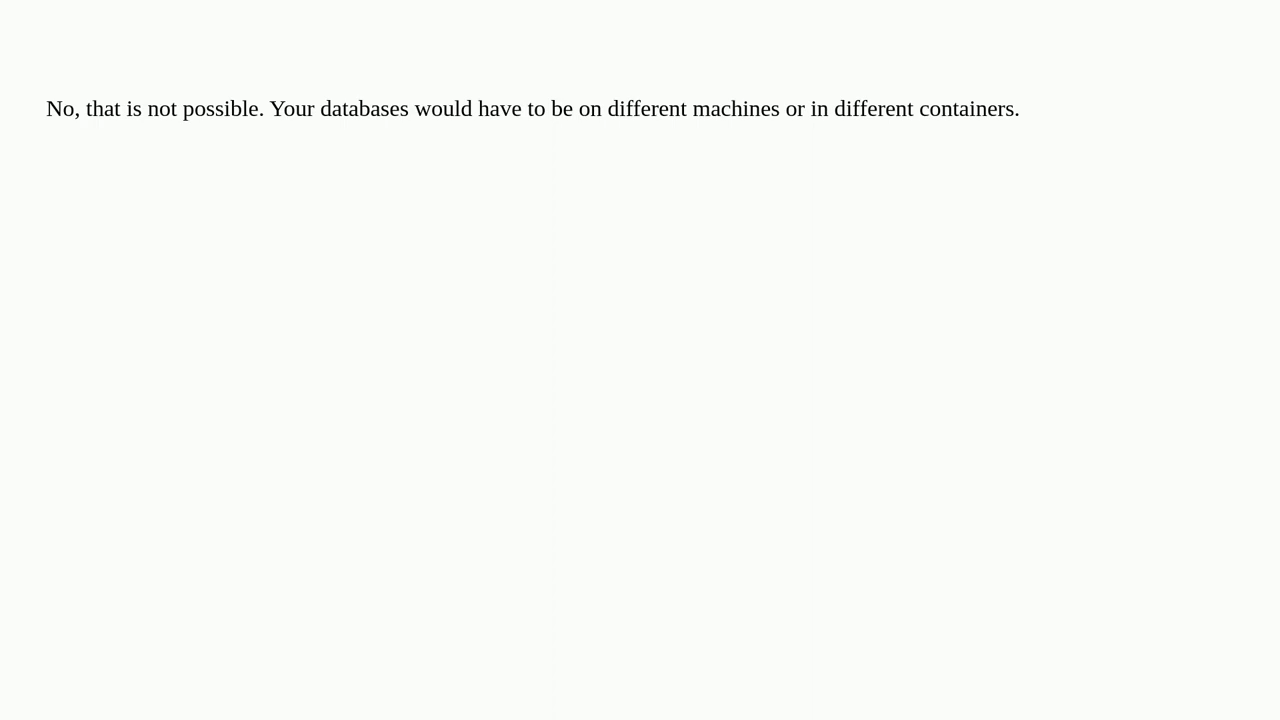 No, that is not possible. Your databases would have to be on different machines or in different containers.